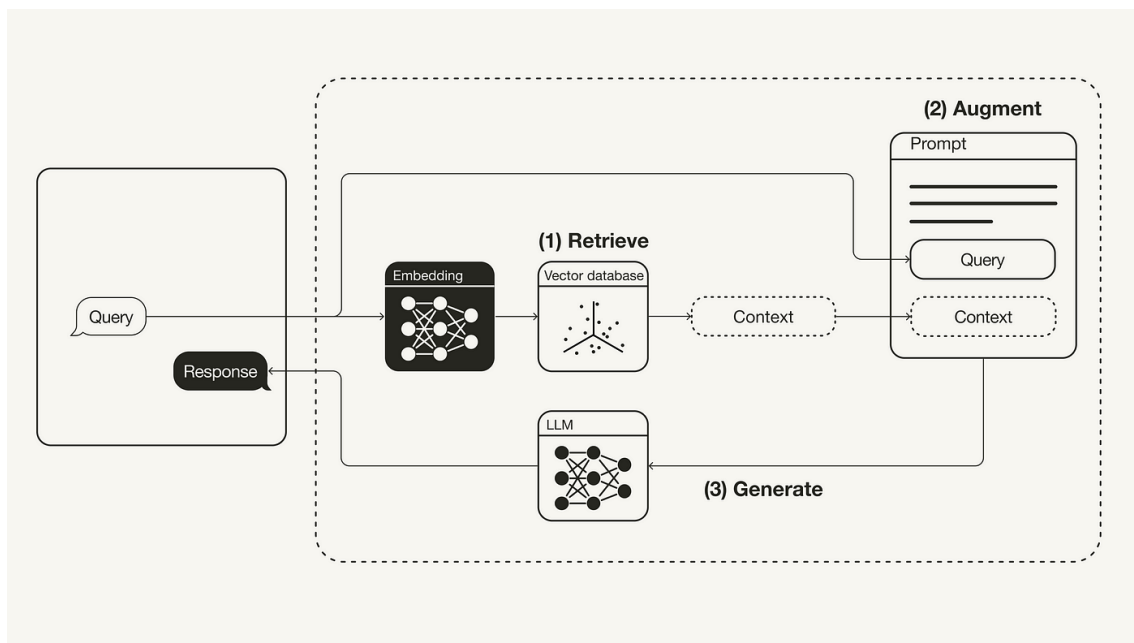 (2) Augment
Prompt
(1) Retrieve
Embedding
Vector database
Query
Query
Context
Context
Response
LLM
(3) Generate